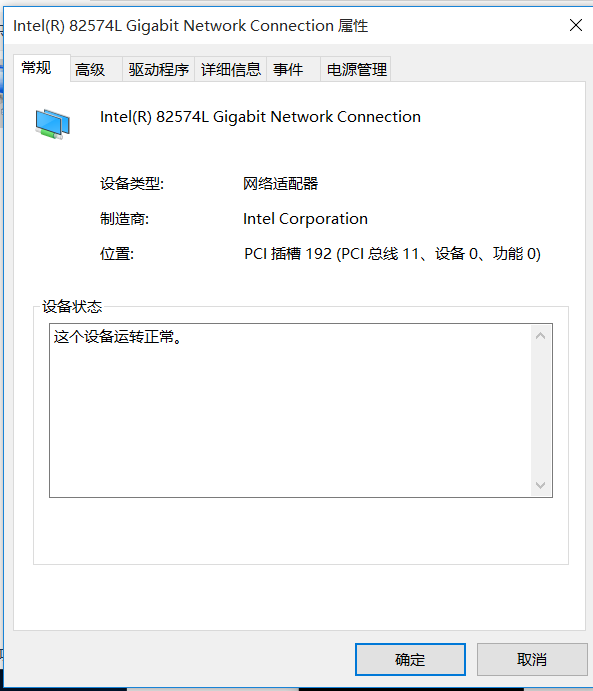 Intel(R) 82574L Gigabit Network Connection 属性
常规 高级 驱动程序 详细信息 事件 电源管理
Intel(R) 82574L Gigabit Network Connection
设备类型: 网络适配器
制造商: Intel Corporation
位置: PCI 插槽 192 (PCI 总线 11、设备 0、功能 0)
设备状态
这个设备运转正常。
确定 取消